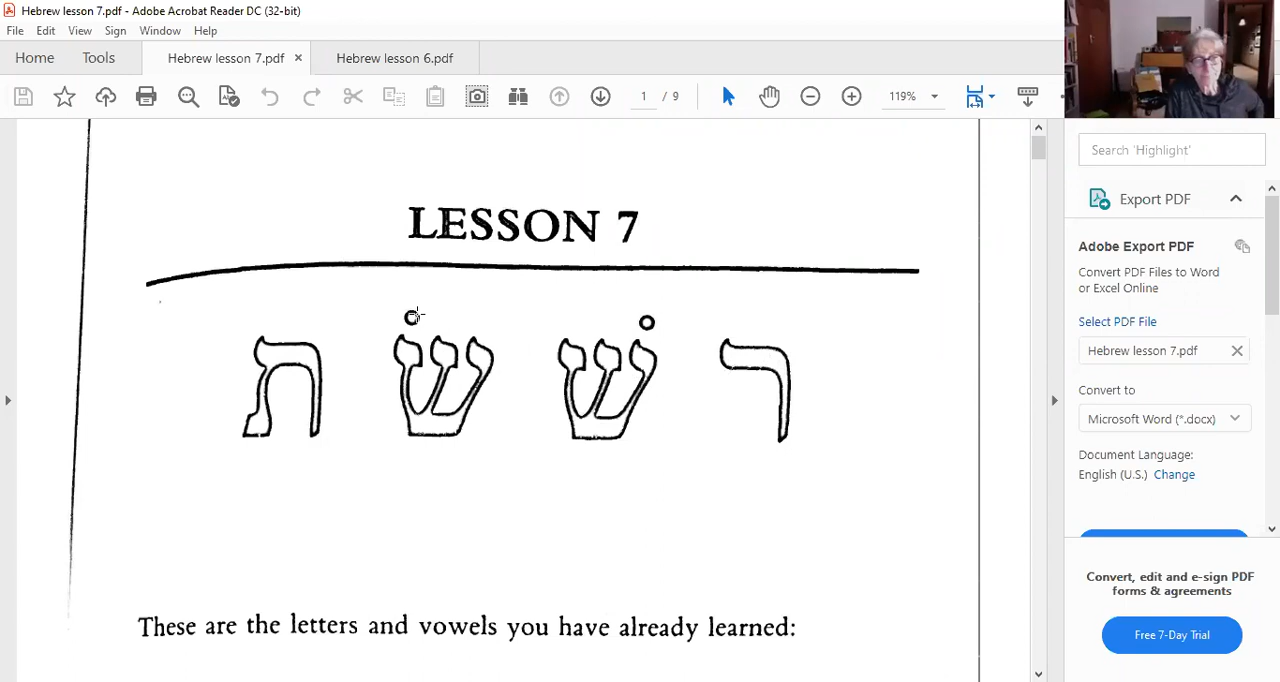 Hebrew lesson 7.pdf - Adobe Acrobat Reader DC (32-bit)
File Edit View Sign Window Help
Home Tools Hebrew lesson 7.pdf × Hebrew lesson 6.pdf
1 / 9 119%
LESSON 7
ר שׁ שׂ ת
These are the letters and vowels you have already learned:
Search 'Highlight'
Export PDF
Adobe Export PDF
Convert PDF Files to Word
or Excel Online
Select PDF File
Hebrew lesson 7.pdf
Convert to
Microsoft Word (*.docx)
Document Language:
English (U.S.) Change
Convert, edit and e-sign PDF
forms & agreements
Free 7-Day Trial